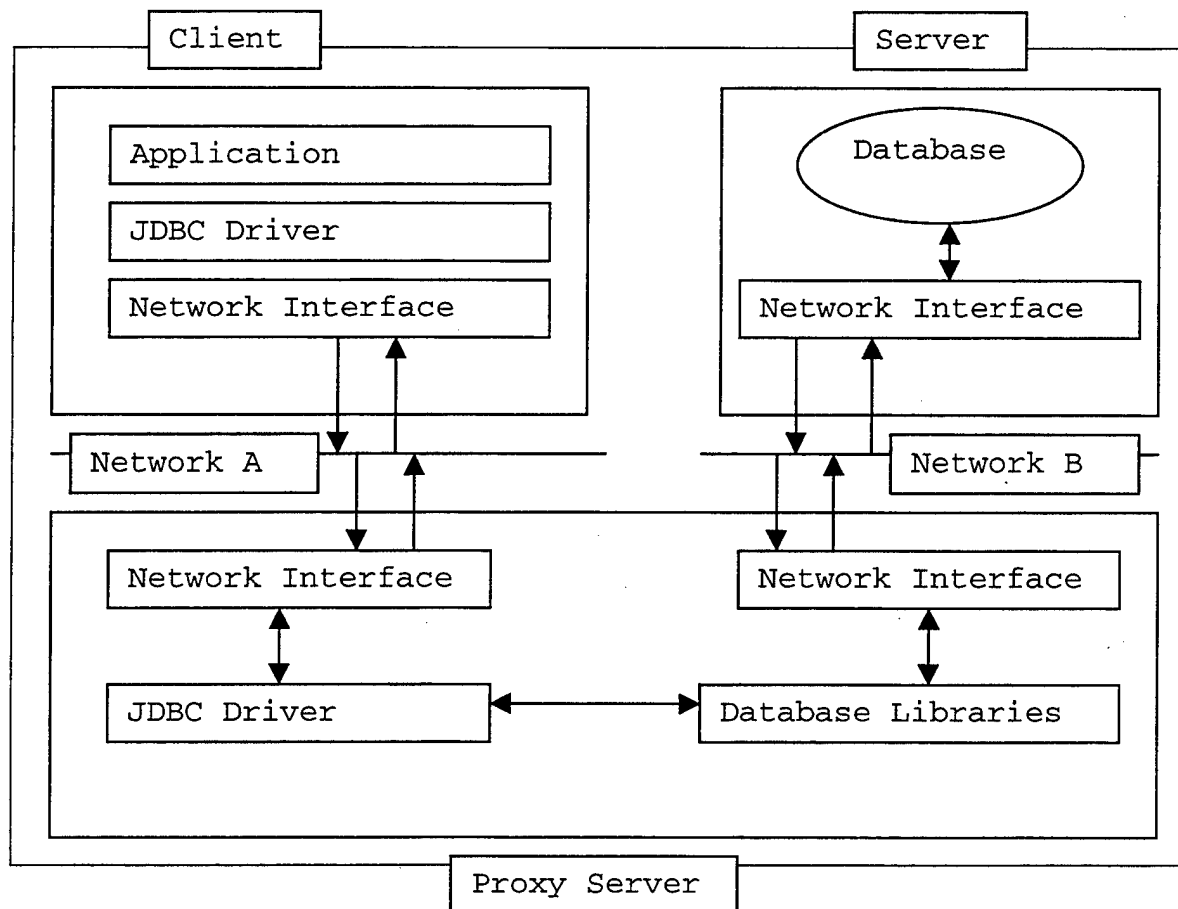 Client
Server
Application
JDBC Driver
Network Interface
Database
Network Interface
Network A
Network B
Network Interface
Network Interface
JDBC Driver
Database Libraries
Proxy Server